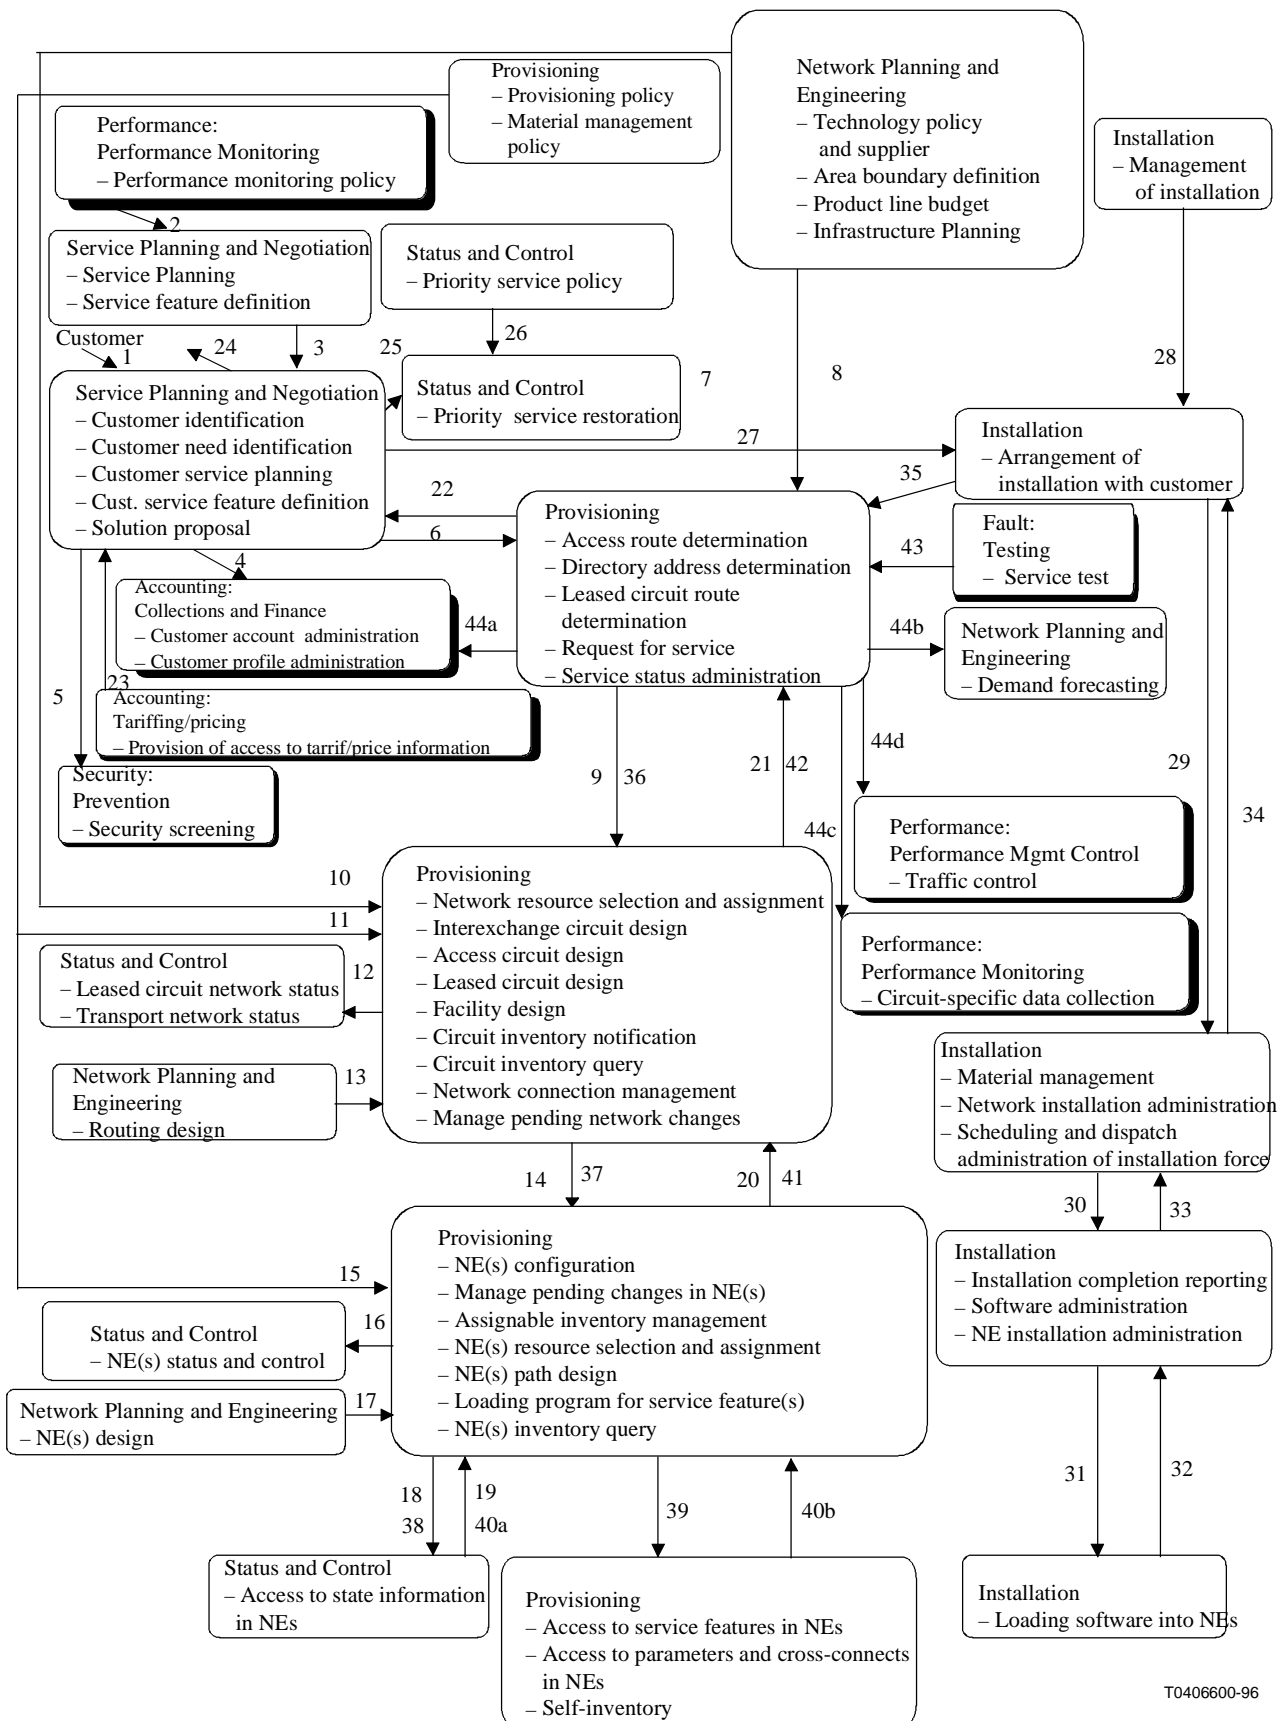 Provisioning
– Provisioning policy
– Material management
policy
Network Planning and
Engineering
– Technology policy
and supplier
– Area boundary definition
– Product line budget
– Infrastructure Planning
Performance:
Performance Monitoring
– Performance monitoring policy
Installation
– Management
of installation
2
Service Planning and Negotiation
– Service Planning
– Service feature definition
Status and Control
– Priority service policy
Customer
1
24
3
25
26
7
8
28
Service Planning and Negotiation
– Customer identification
– Customer need identification
– Customer service planning
– Cust. service feature definition
– Solution proposal
Status and Control
– Priority service restoration
27
Installation
– Arrangement of
installation with customer
35
22
6
Provisioning
– Access route determination
– Directory address determination
– Leased circuit route
determination
– Request for service
– Service status administration
43
Fault:
Testing
– Service test
4
Accounting:
Collections and Finance
– Customer account administration
– Customer profile administration
44a
44b
Network Planning and
Engineering
– Demand forecasting
5
23
Accounting:
Tariffing/pricing
– Provision of access to tarrif/price information
44d
9
36
21
42
29
34
Security:
Prevention
– Security screening
44c
Performance:
Performance Mgmt Control
– Traffic control
10
11
Provisioning
– Network resource selection and assignment
– Interexchange circuit design
– Access circuit design
– Leased circuit design
– Facility design
– Circuit inventory notification
– Circuit inventory query
– Network connection management
– Manage pending network changes
Performance:
Performance Monitoring
– Circuit-specific data collection
Status and Control
– Leased circuit network status
– Transport network status
12
Network Planning and
Engineering
– Routing design
13
Installation
– Material management
– Network installation administration
– Scheduling and dispatch
administration of installation force
14
37
20
41
30
33
15
Provisioning
– NE(s) configuration
– Manage pending changes in NE(s)
– Assignable inventory management
– NE(s) resource selection and assignment
– NE(s) path design
– Loading program for service feature(s)
– NE(s) inventory query
Installation
– Installation completion reporting
– Software administration
– NE installation administration
Status and Control
– NE(s) status and control
16
Network Planning and Engineering
– NE(s) design
17
18
38
19
40a
39
40b
31
32
Status and Control
– Access to state information
in NEs
Provisioning
– Access to service features in NEs
– Access to parameters and cross-connects
in NEs
– Self-inventory
Installation
– Loading software into NEs
T0406600-96